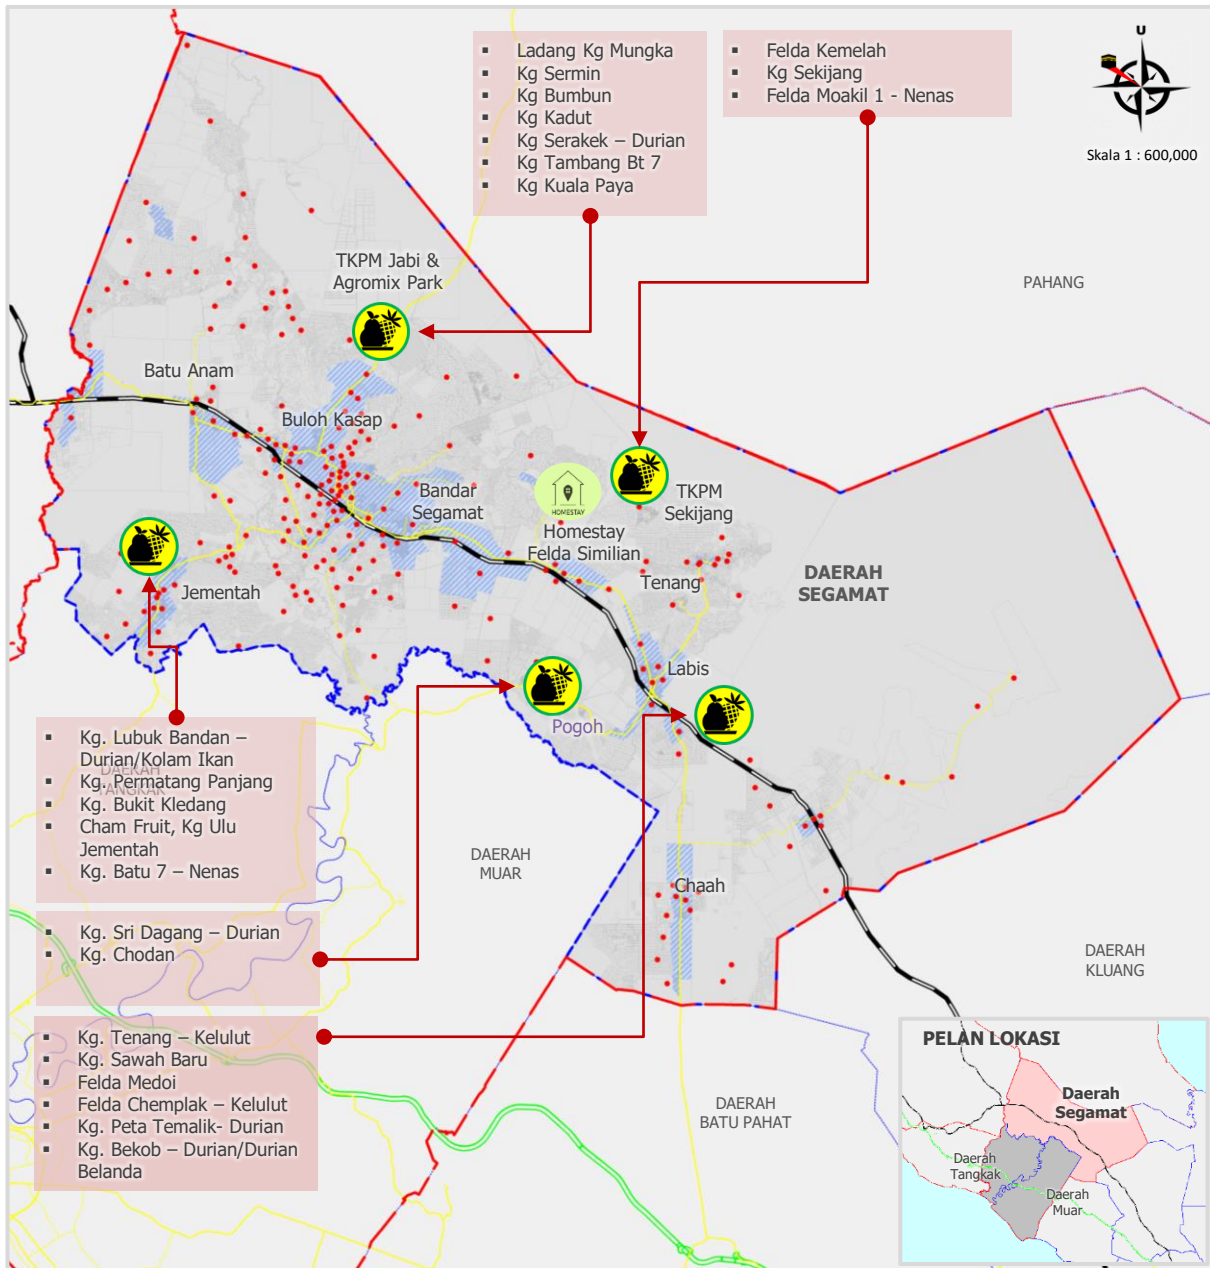 ▪ Ladang Kg Mungka
▪ Kg Sermin
▪ Kg Bumbun
▪ Kg Kadut
▪ Kg Serakek – Durian
▪ Kg Tambang Bt 7
▪ Kg Kuala Paya
▪ Felda Kemelah
▪ Kg Sekijang
▪ Felda Moakil 1 - Nenas
U
Skala 1 : 600,000
TKPM Jabi &
Agromix Park
PAHANG
Batu Anam
Buloh Kasap
Bandar
Segamat
HOMESTAY
Homestay
Felda Similian
TKPM
Sekijang
Tenang
DAERAH
SEGAMAT
Jementah
Labis
Pogoh
▪ Kg. Lubuk Bandan –
Durian/Kolam Ikan
▪ Kg. Permatang Panjang
▪ Kg. Bukit Kledang
▪ Cham Fruit, Kg Ulu
Jementah
▪ Kg. Batu 7 – Nenas
DAERAH
TANGKAK
DAERAH
MUAR
Chaah
▪ Kg. Sri Dagang – Durian
▪ Kg. Chodan
DAERAH
KLUANG
▪ Kg. Tenang – Kelulut
▪ Kg. Sawah Baru
▪ Felda Medoi
▪ Felda Chemplak – Kelulut
▪ Kg. Peta Temalik- Durian
▪ Kg. Bekob – Durian/Durian
Belanda
DAERAH
BATU PAHAT
PELAN LOKASI
Daerah
Segamat
Daerah
Tangkak
Daerah
Muar